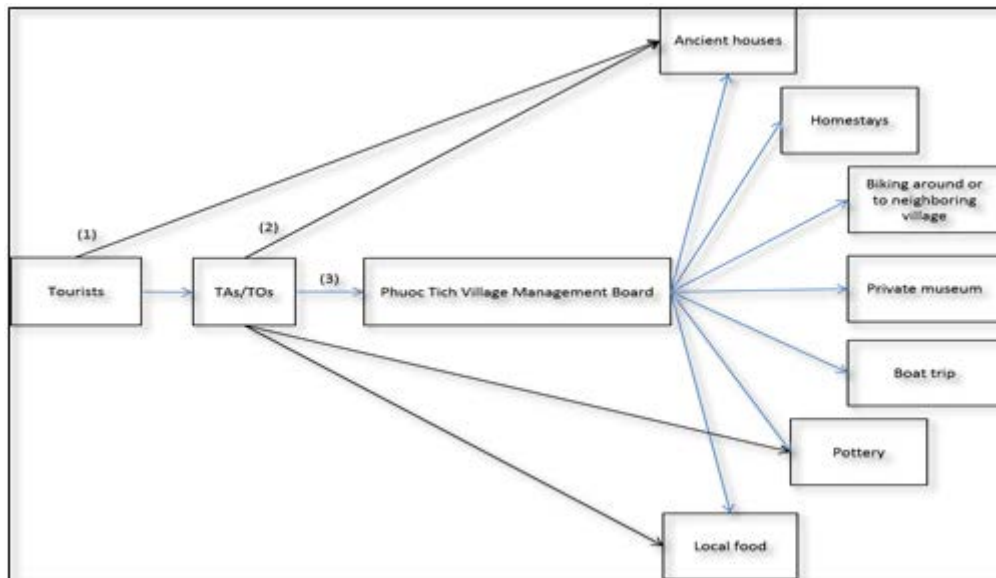 Ancient houses
Homestays
Biking around or
to neighboring
village
(1)
(2)
(3)
Tourists
TAs/TOs
Phuoc Tich Village Management Board
Private museum
Boat trip
Pottery
Local food